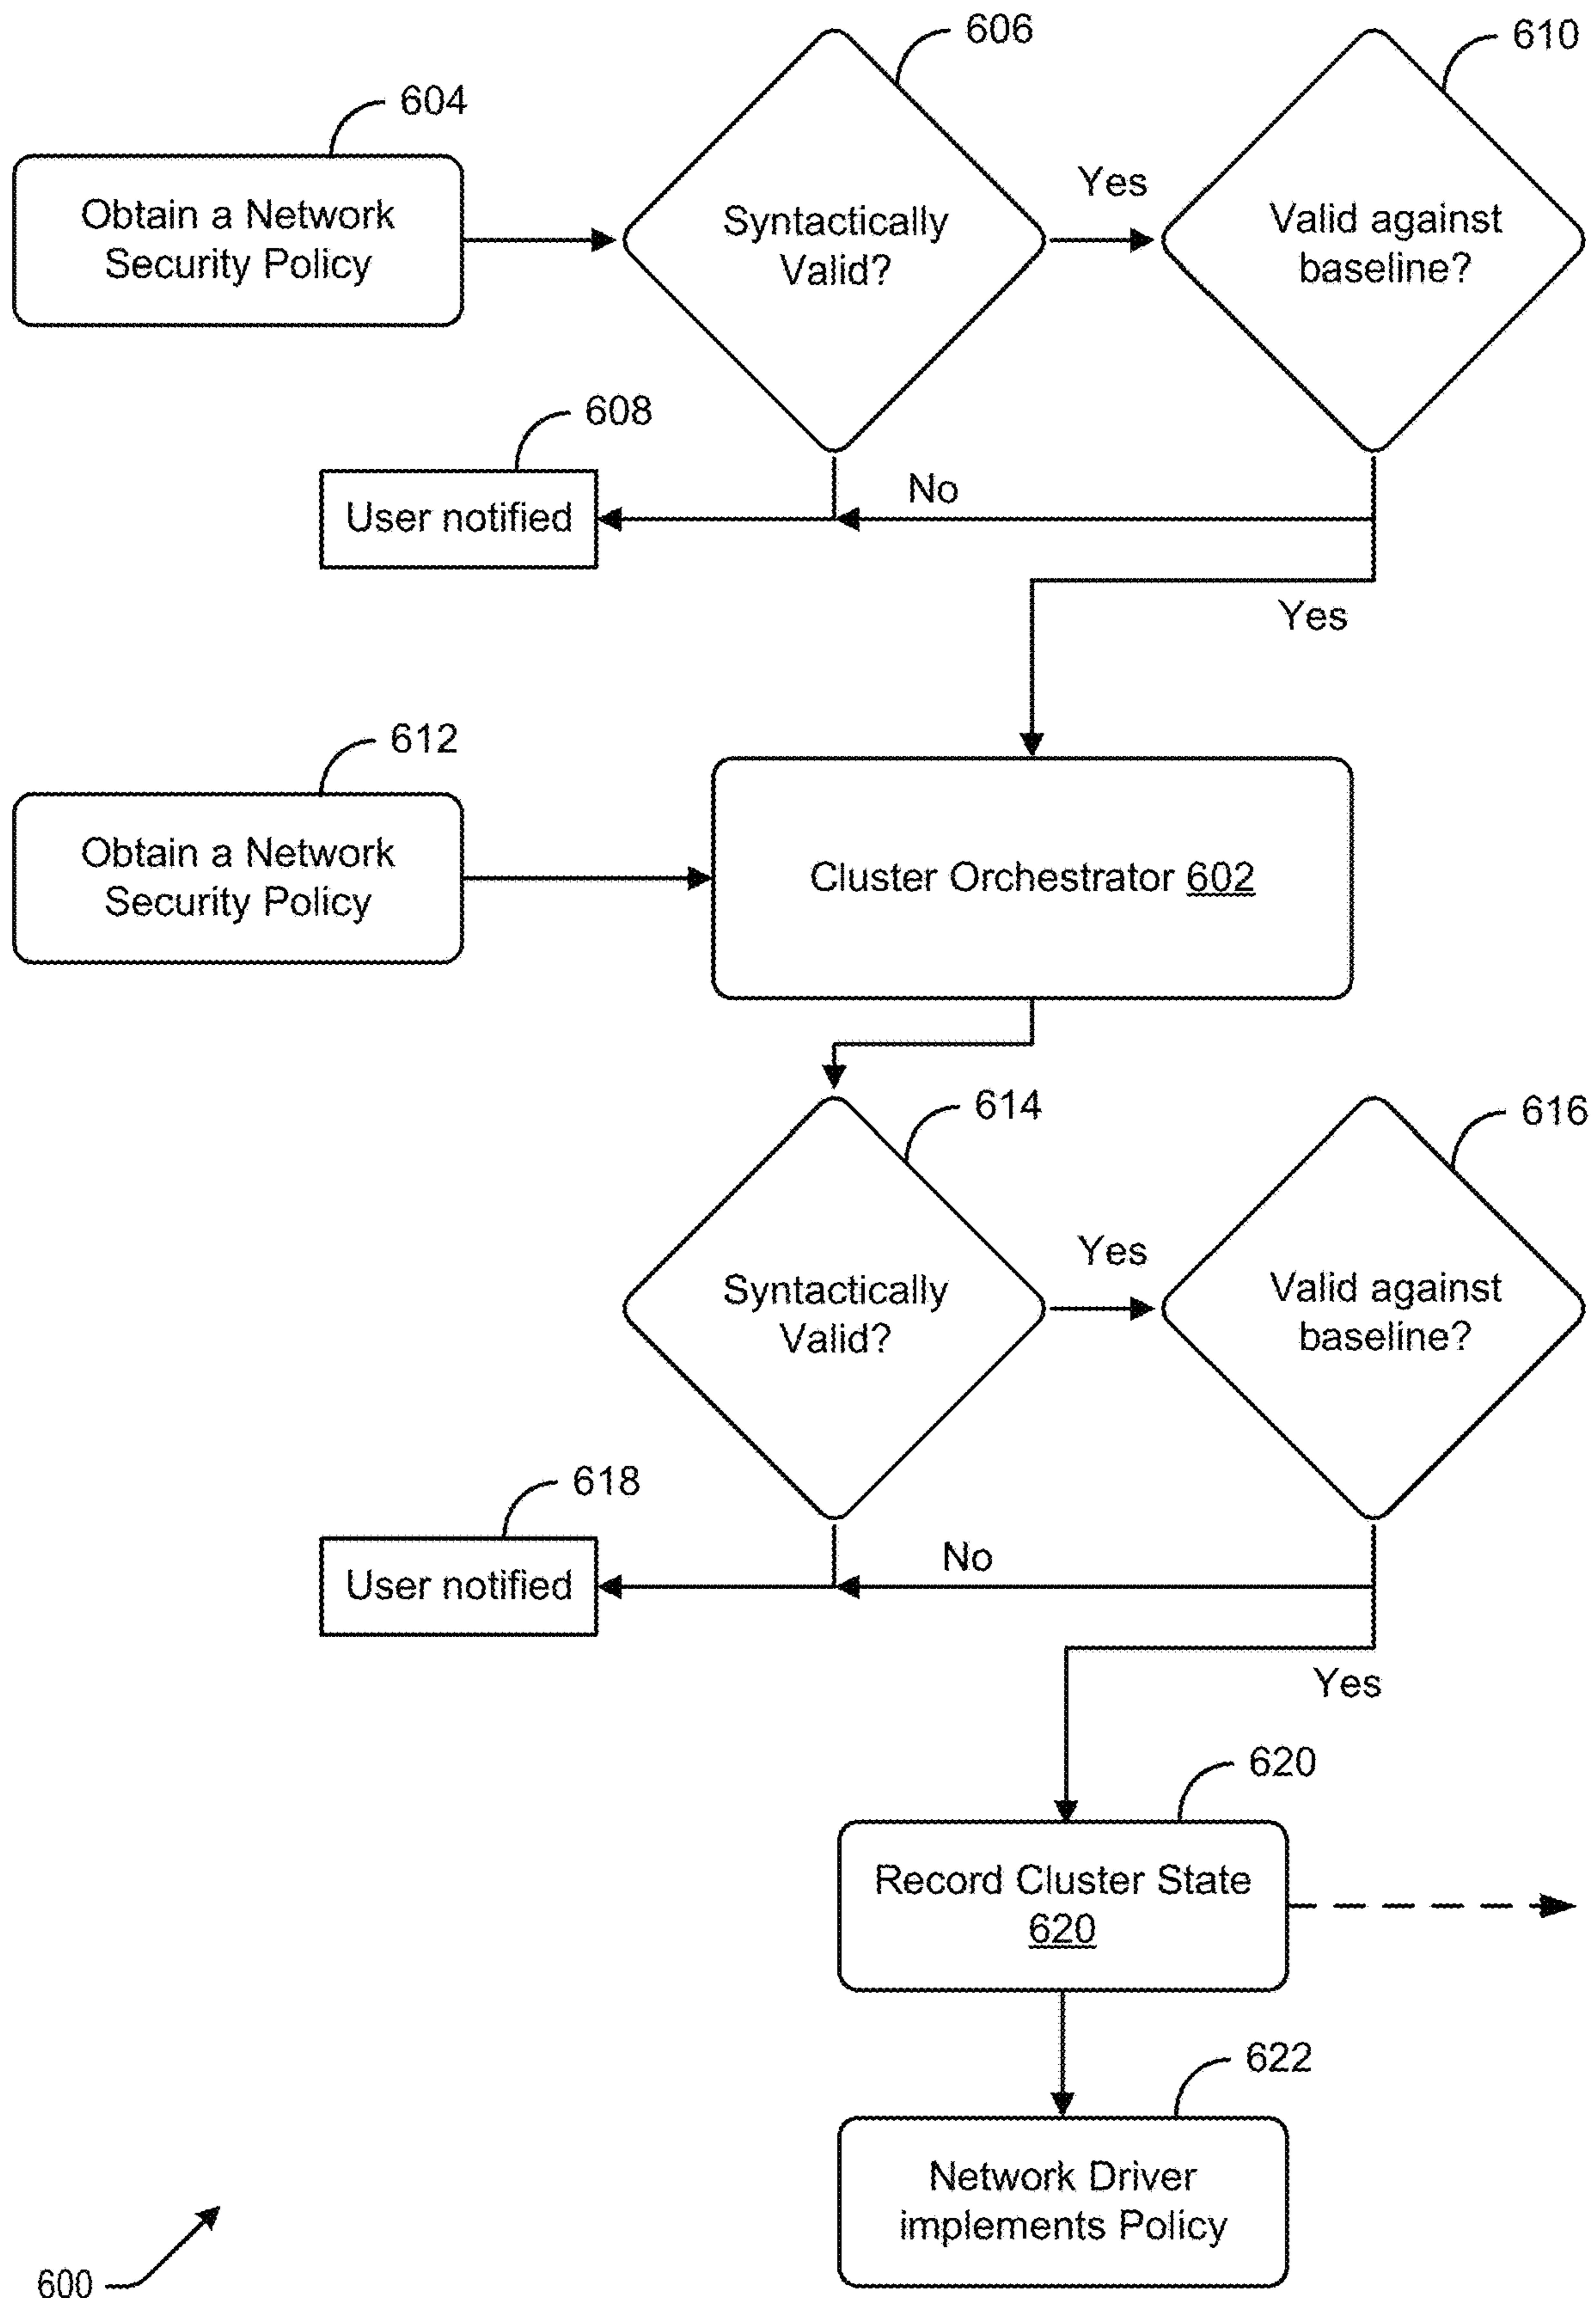 606
610
604
Obtain a Network
Security Policy
Syntactically
Valid?
Yes
Valid against
baseline?
608
User notified
No
Yes
612
Obtain a Network
Security Policy
Cluster Orchestrator 602
614
616
Syntactically
Valid?
Yes
Valid against
baseline?
618
User notified
No
Yes
620
Record Cluster State
620
622
Network Driver
implements Policy
600